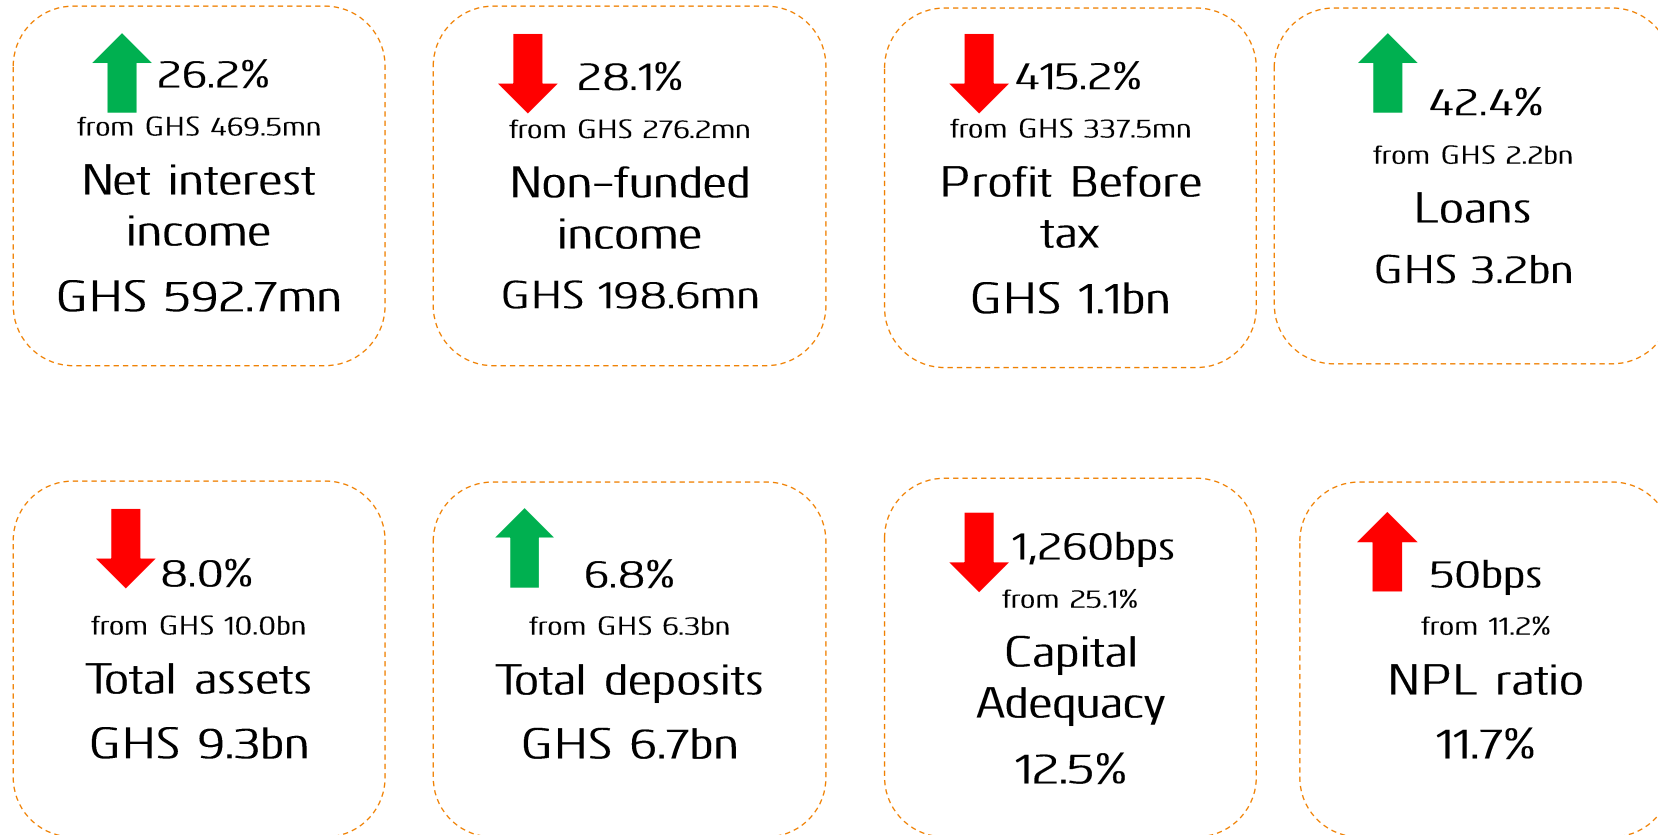 26.2%
from GHS 469.5mn
Net interest
income
GHS 592.7mn
28.1%
from GHS 276.2mn
Non-funded
income
GHS 198.6mn
415.2%
from GHS 337.5mn
Profit Before
tax
GHS 1.1bn
42.4%
from GHS 2.2bn
Loans
GHS 3.2bn
8.0%
from GHS 10.0bn
Total assets
GHS 9.3bn
6.8%
from GHS 6.3bn
Total deposits
GHS 6.7bn
1,260bps
from 25.1%
Capital
Adequacy
12.5%
50bps
from 11.2%
NPL ratio
11.7%